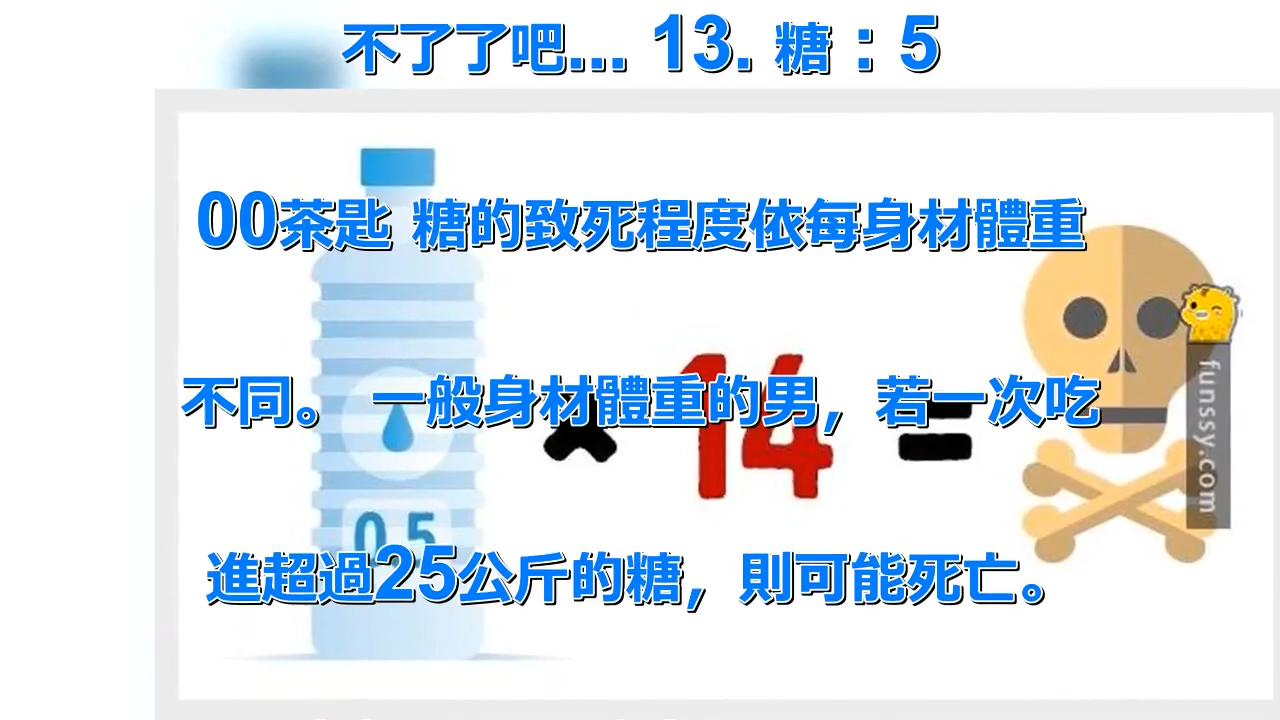 不了了吧... 13. 糖：5
00茶匙 糖的致死程度依每身材體重
不同。 一般身材體重的男，若一次吃
進超過25公斤的糖，則可能死亡。
14 =
0.5
funssy.com